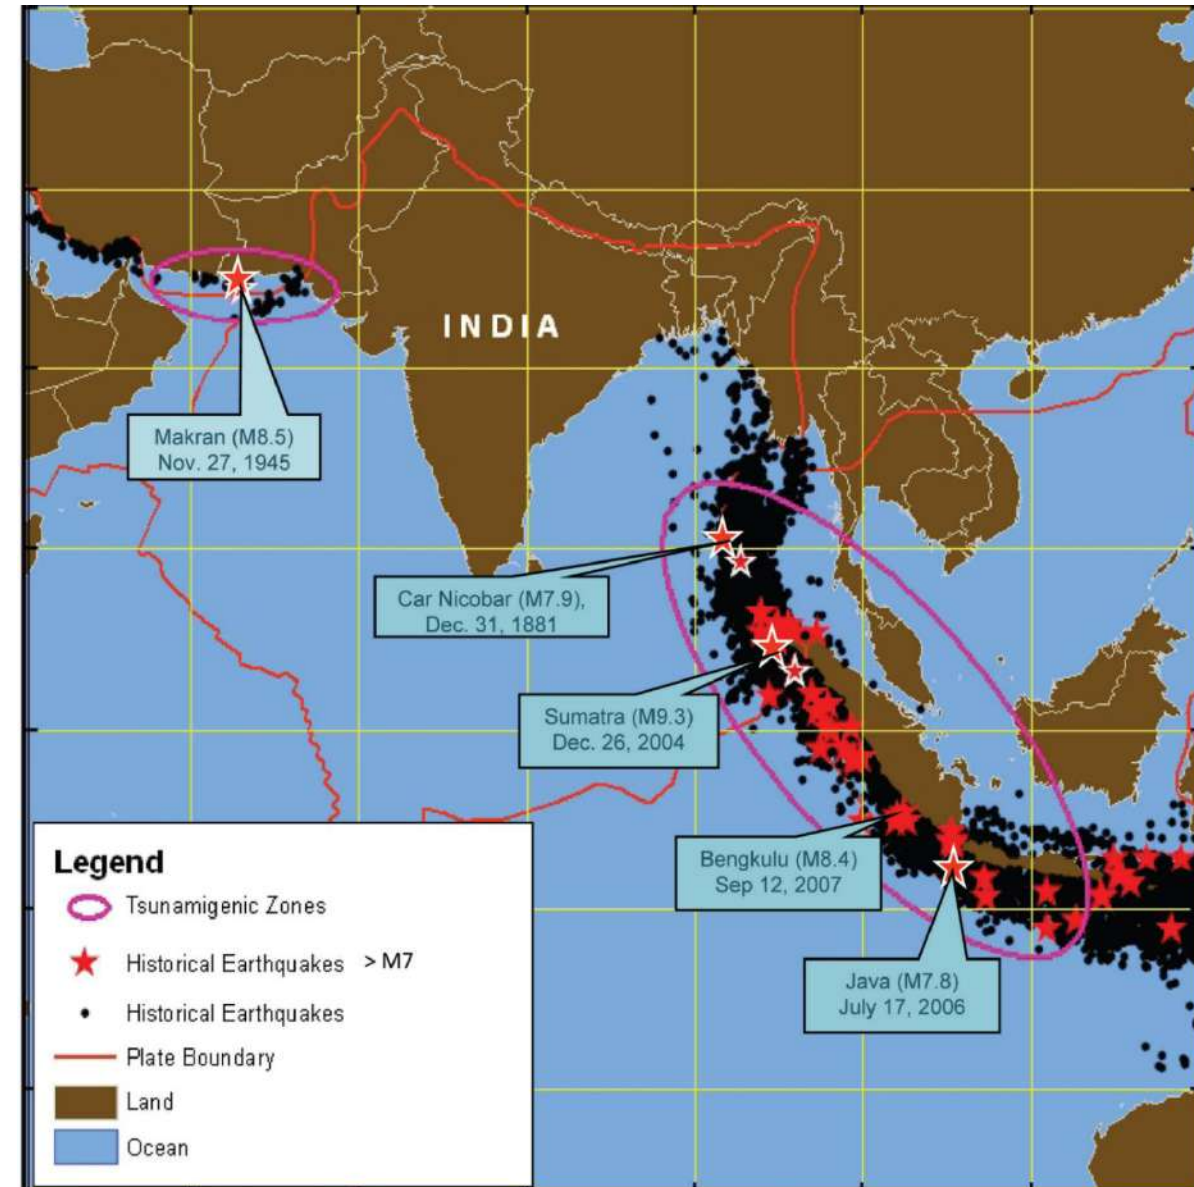 INDIA
Makran (M8.5)
Nov. 27, 1945
Car Nicobar (M7.9),
Dec. 31, 1881
Sumatra (M9.3)
Dec. 26, 2004
Bengkulu (M8.4)
Sep 12, 2007
Java (M7.8)
July 17, 2006
Legend
Tsunamigenic Zones
Historical Earthquakes > M7
Historical Earthquakes
Plate Boundary
Land
Ocean